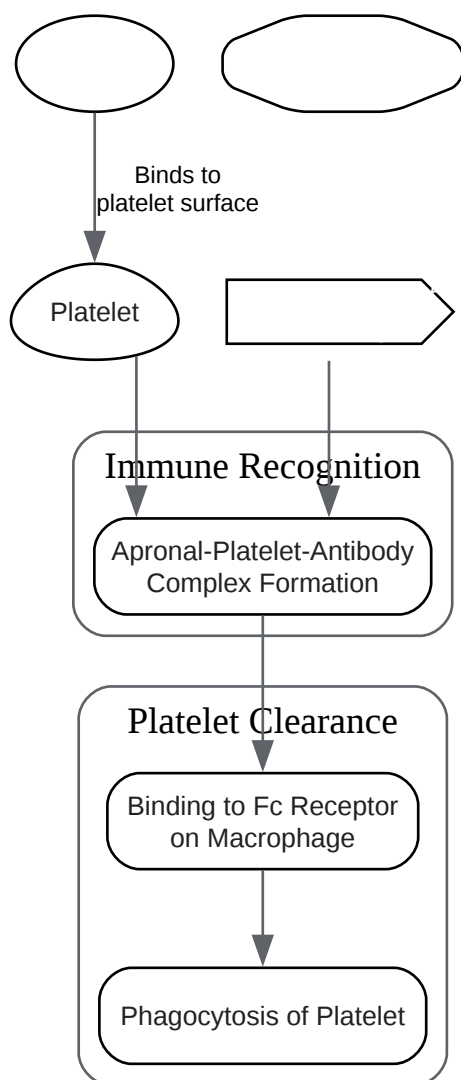 Binds to
platelet surface
Platelet
Immune Recognition
Apronal-Platelet-Antibody
Complex Formation
Platelet Clearance
Binding to Fc Receptor
on Macrophage
Phagocytosis of Platelet